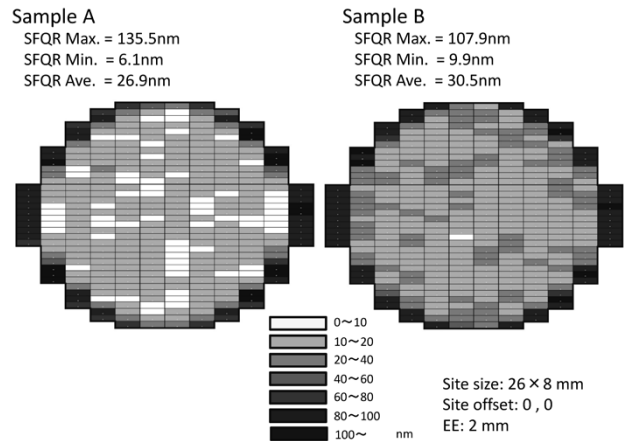 Sample A
SFQR Max. = 135.5nm
SFQR Min. = 6.1nm
SFQR Ave. = 26.9nm
Sample B
SFQR Max. = 107.9nm
SFQR Min. = 9.9nm
SFQR Ave. = 30.5nm
0～10
10～20
20～40
40～60
60～80
80～100
100～ nm
Site size: 26 × 8 mm
Site offset: 0 , 0
EE: 2 mm